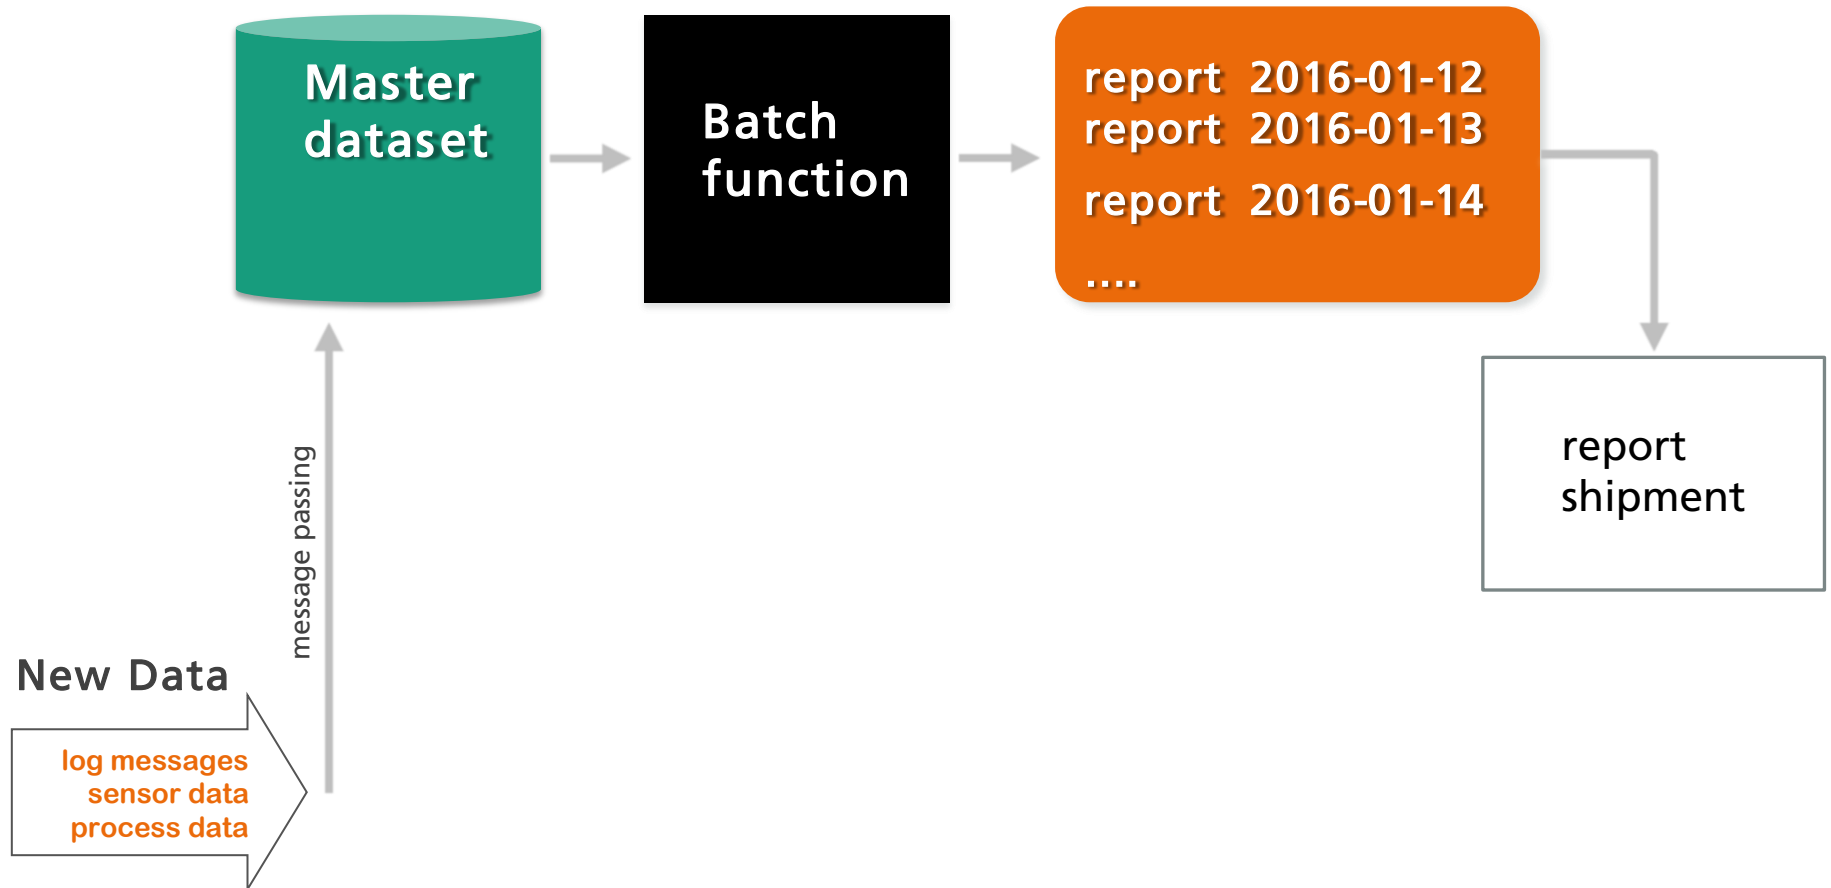 Master
dataset
Batch
function
report 2016-01-12
report 2016-01-13
report 2016-01-14
....
report
shipment
message passing
New Data
log messages
sensor data
process data